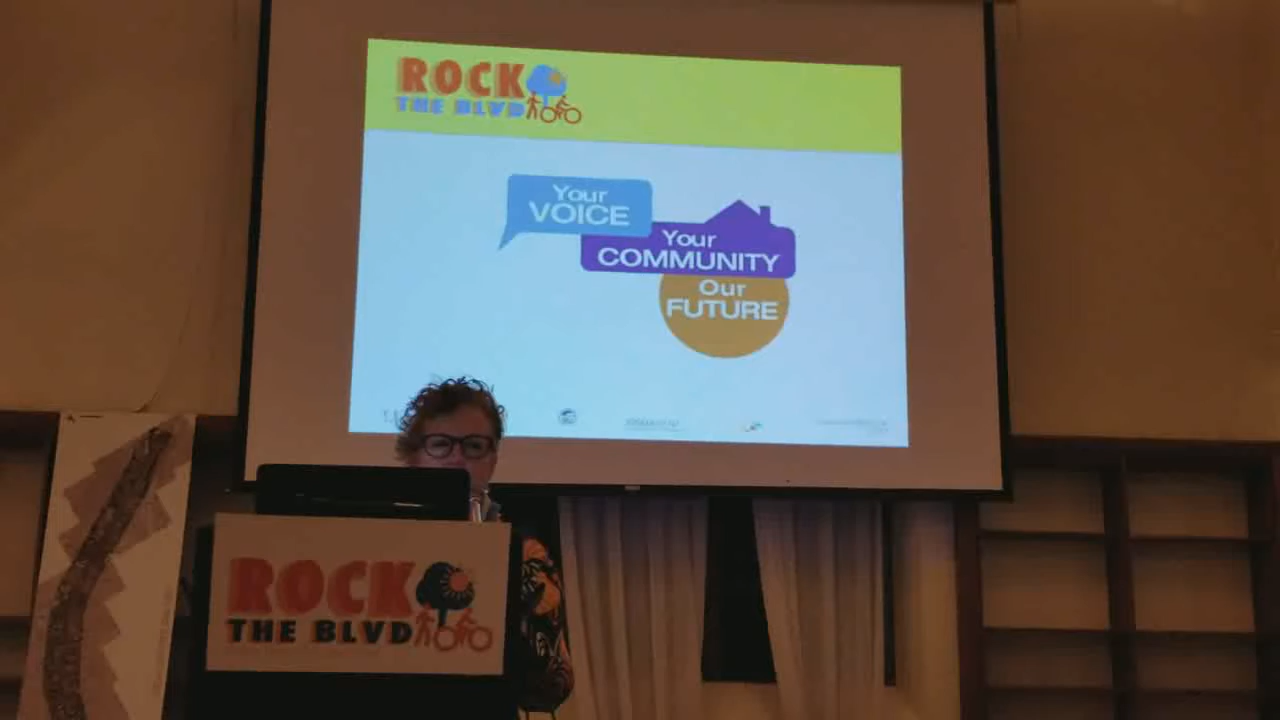 ROCK
THE BLVD
Your
VOICE
Your
COMMUNITY
Our
FUTURE
ROCK
THE BLVD